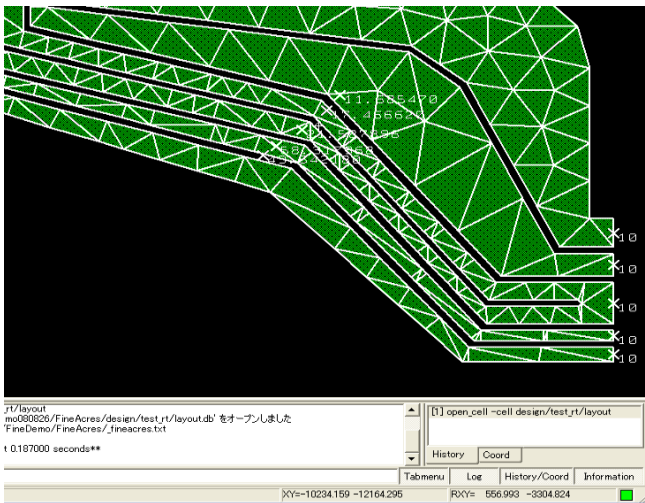 11.605470
10
10
10
10
10
_rt/layout
mo080826/FineAcres/design/test_rt/layout.db' をオープンしました
'FineDemo/FineAcres/_fineacres.txt
t 0.187000 seconds**
[1] open_cell -cell design/test_rt/layout
History Coord
Tabmenu Log History/Coord Information
XY=-10234.159 -12164.295 RXY= 556.993 -3304.824